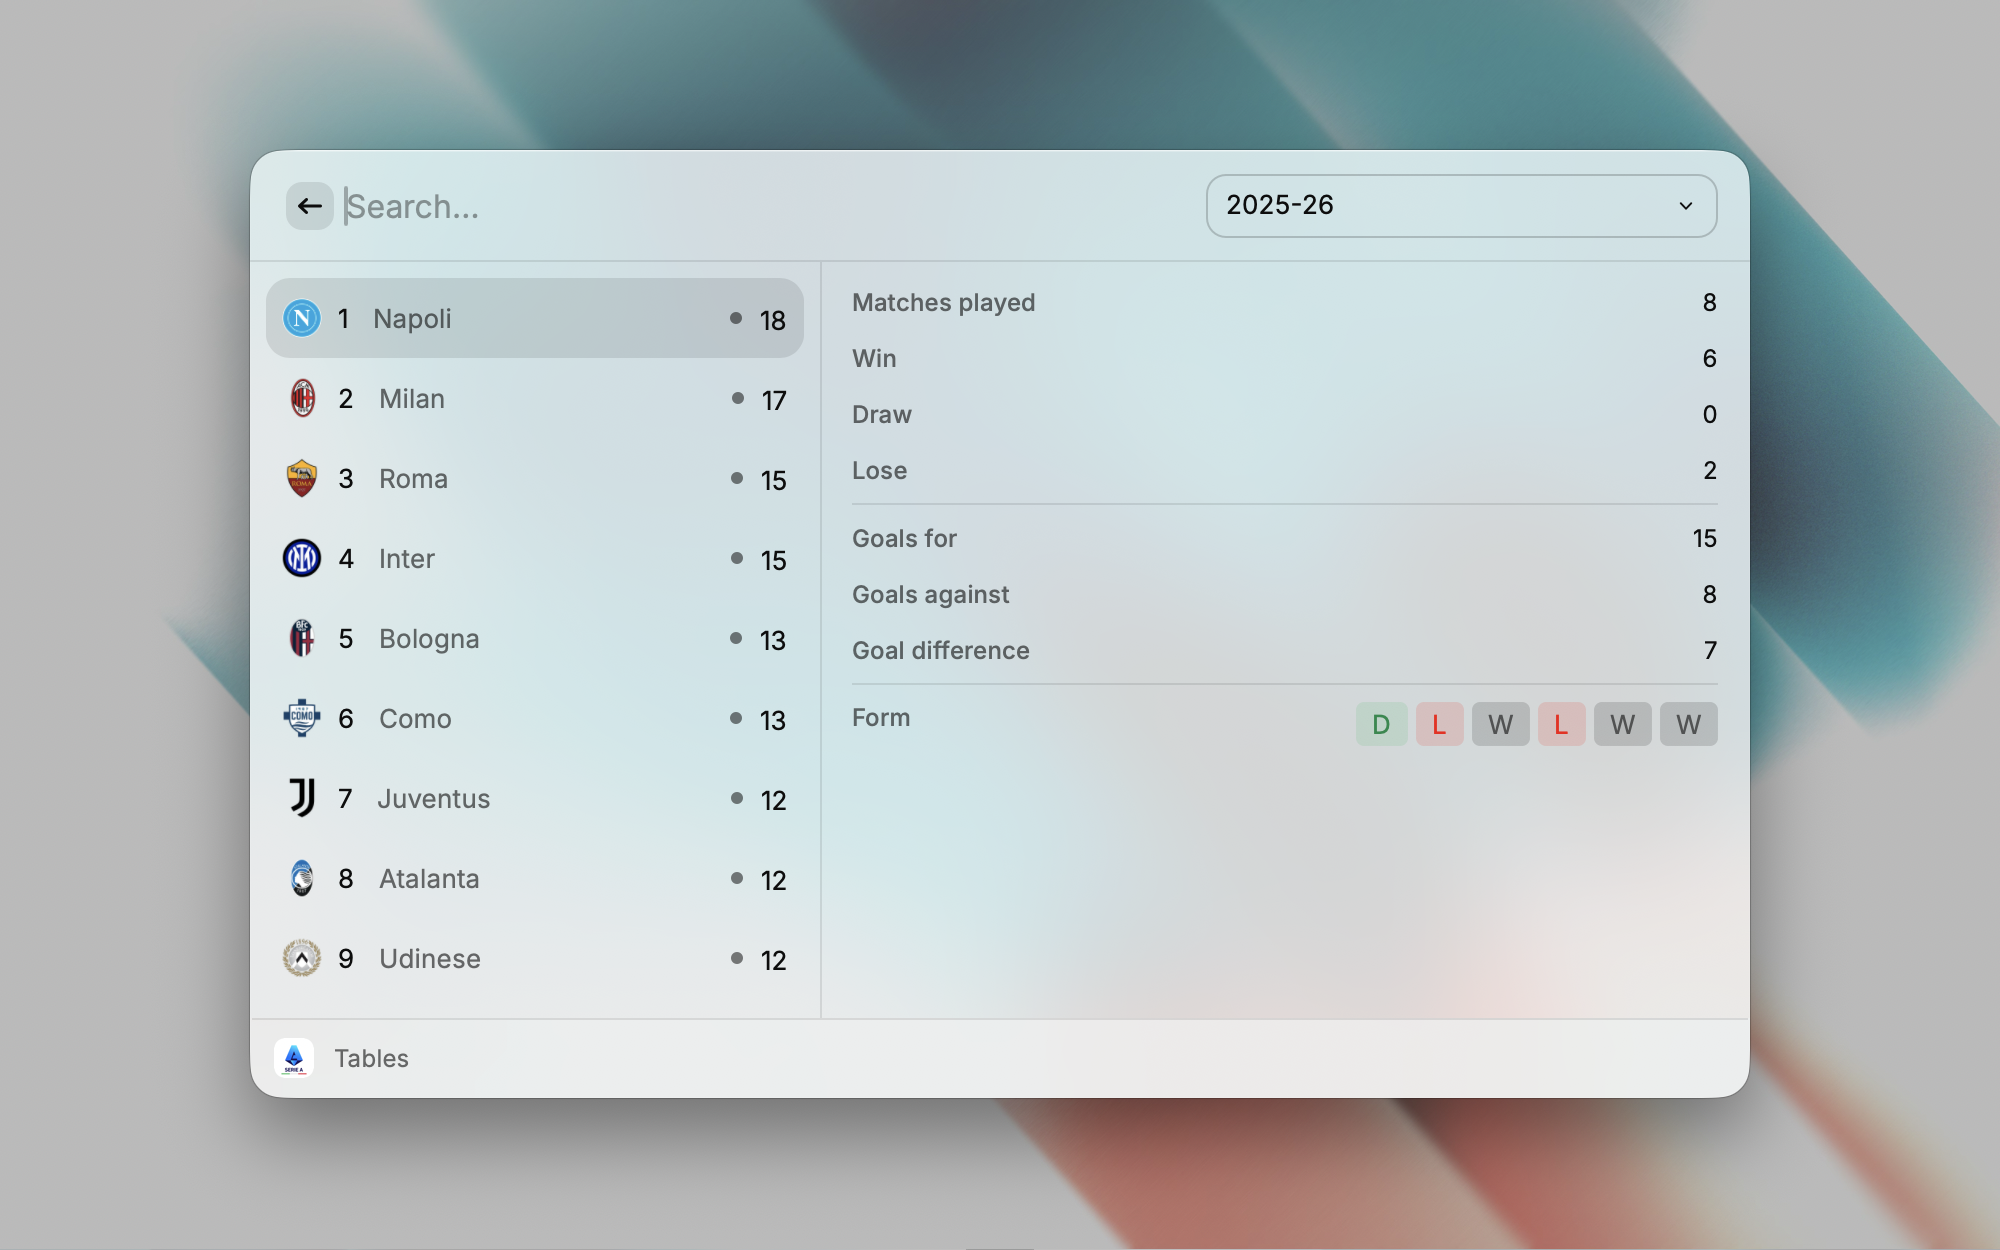 Search...
2025-26
1 Napoli 18
2 Milan 17
3 Roma 15
4 Inter 15
5 Bologna 13
6 Como 13
7 Juventus 12
8 Atalanta 12
9 Udinese 12
Matches played 8
Win 6
Draw 0
Lose 2
Goals for 15
Goals against 8
Goal difference 7
Form D L W L W W
SERIE A
Tables